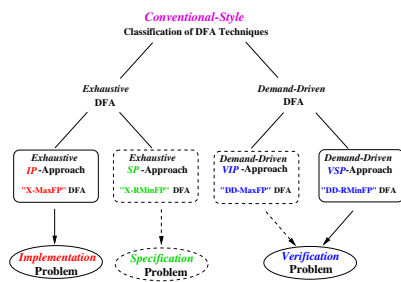 Conventional-Style
Classification of DFA Techniques
Exhaustive
DFA
Demand-Driven
DFA
Exhaustive
IP-Approach
"X-MaxFP" DFA
Exhaustive
SP-Approach
"X-RMinFP" DFA
Demand-Driven
VIP-Approach
"DD-MaxFP" DFA
Demand-Driven
VSP-Approach
"DD-RMinFP" DFA
Implementation
Problem
Specification
Problem
Verification
Problem